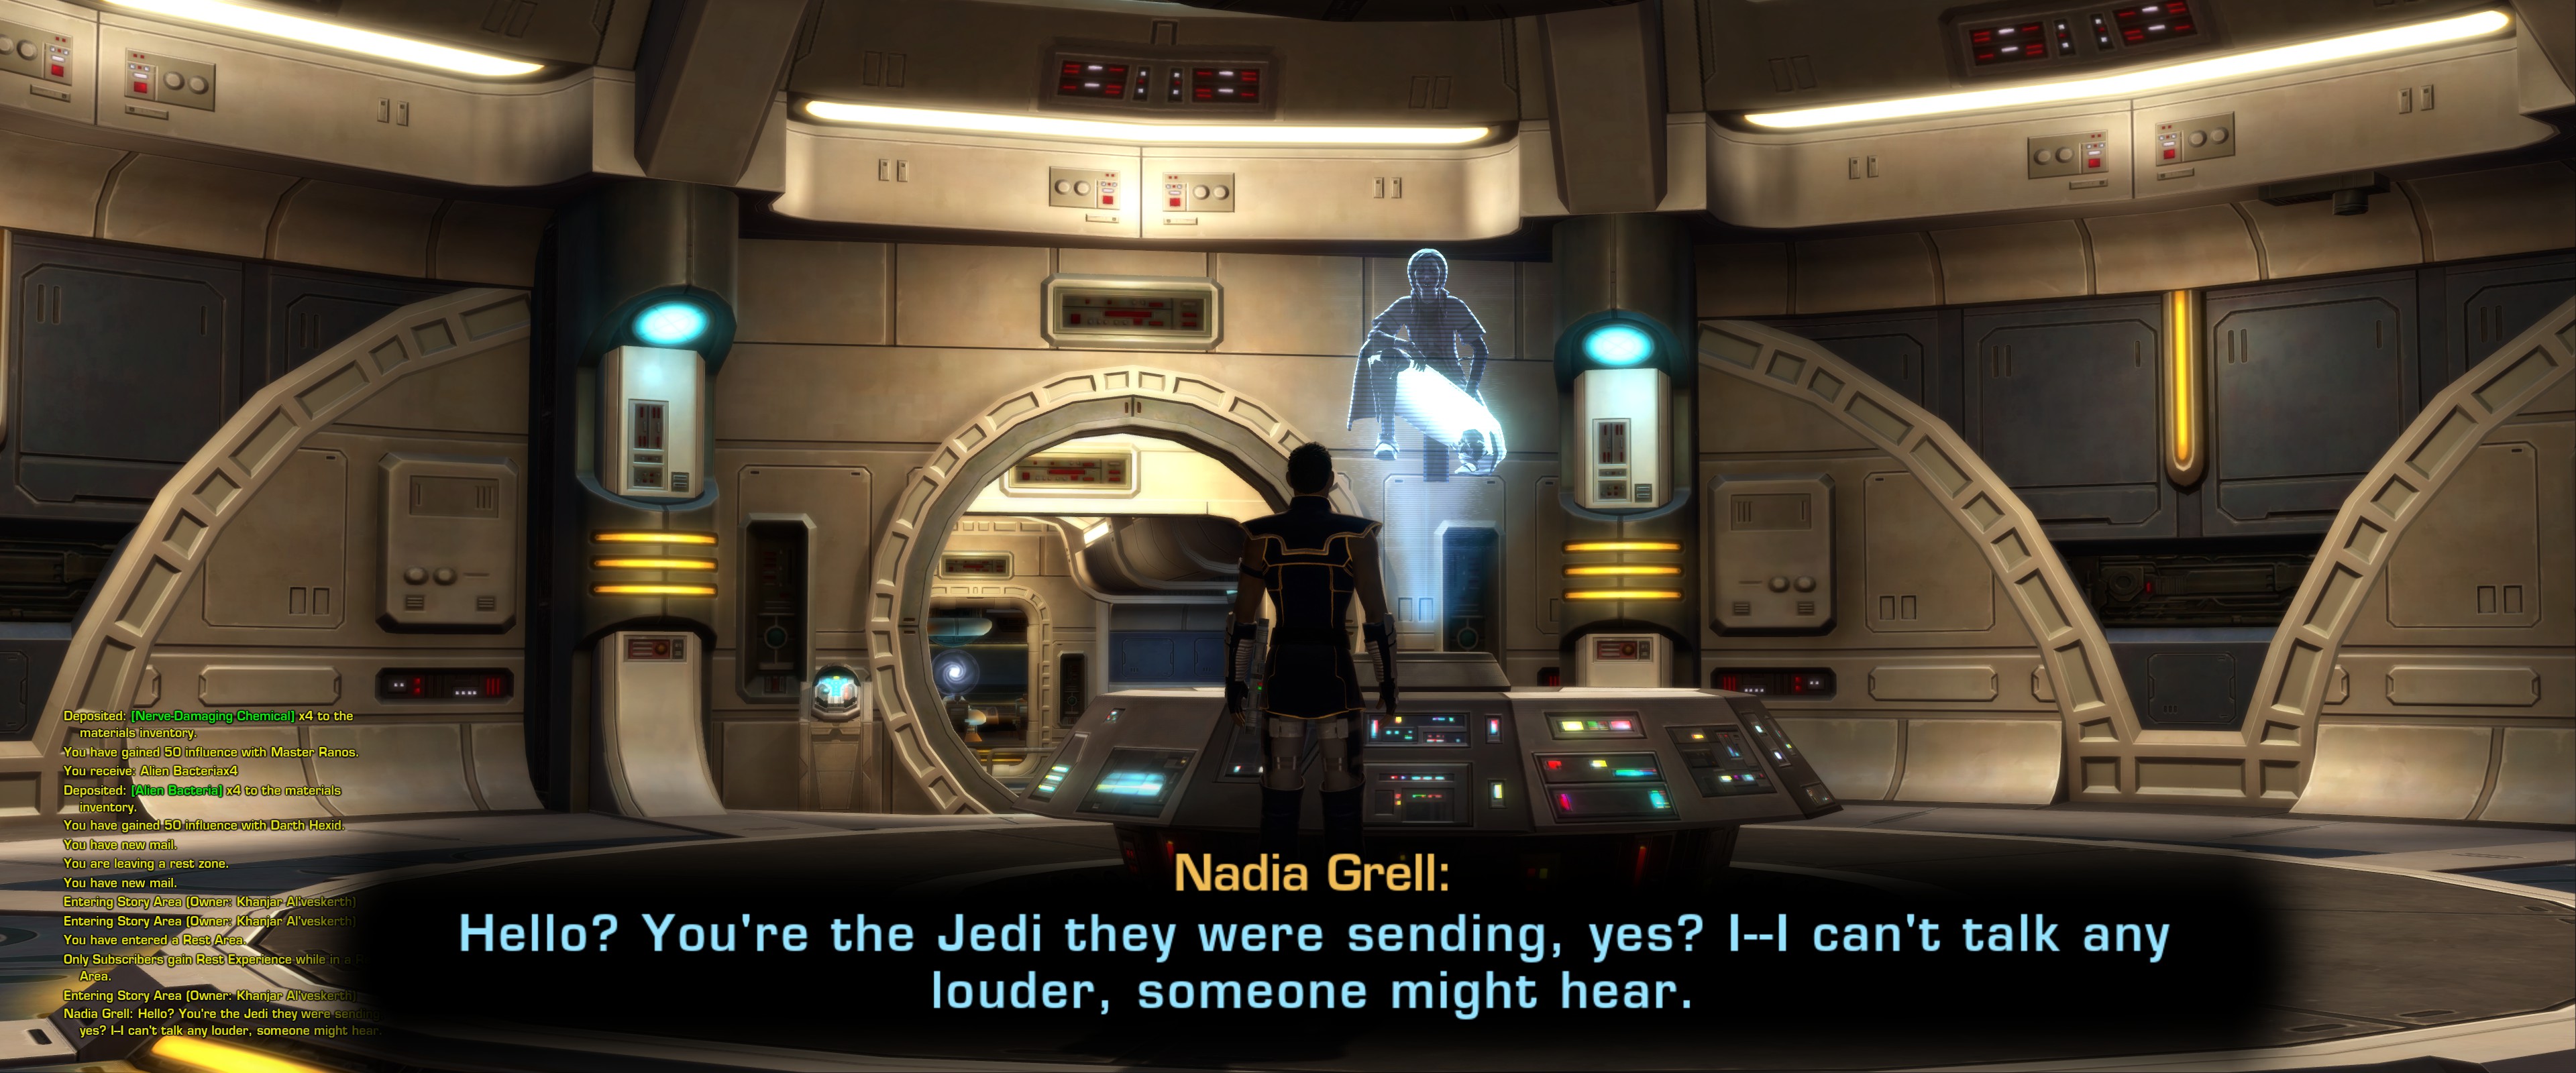 Deposited: [Nerve-Damaging Chemical] x4 to the
materials inventory.
You have gained 50 influence with Master Ranos.
You receive: Alien Bacteriax4
Deposited: [Alien Bacteria] x4 to the materials
inventory.
You have gained 50 influence with Darth Hexid.
You have new mail.
You are leaving a rest zone.
You have new mail.
Entering Story Area (Owner: Khanjar Al'veskerth)
Entering Story Area (Owner: Khanjar Al'veskerth)
You have entered a Rest Area.
Only Subscribers gain Rest Experience while in a
Area.
Entering Story Area (Owner: Khanjar Al'veskerth)
Nadia Grell: Hello? You're the Jedi they were sending,
yes? I--I can't talk any louder, someone might hear.
Nadia Grell:
Hello? You're the Jedi they were sending, yes? I--I can't talk any
louder, someone might hear.